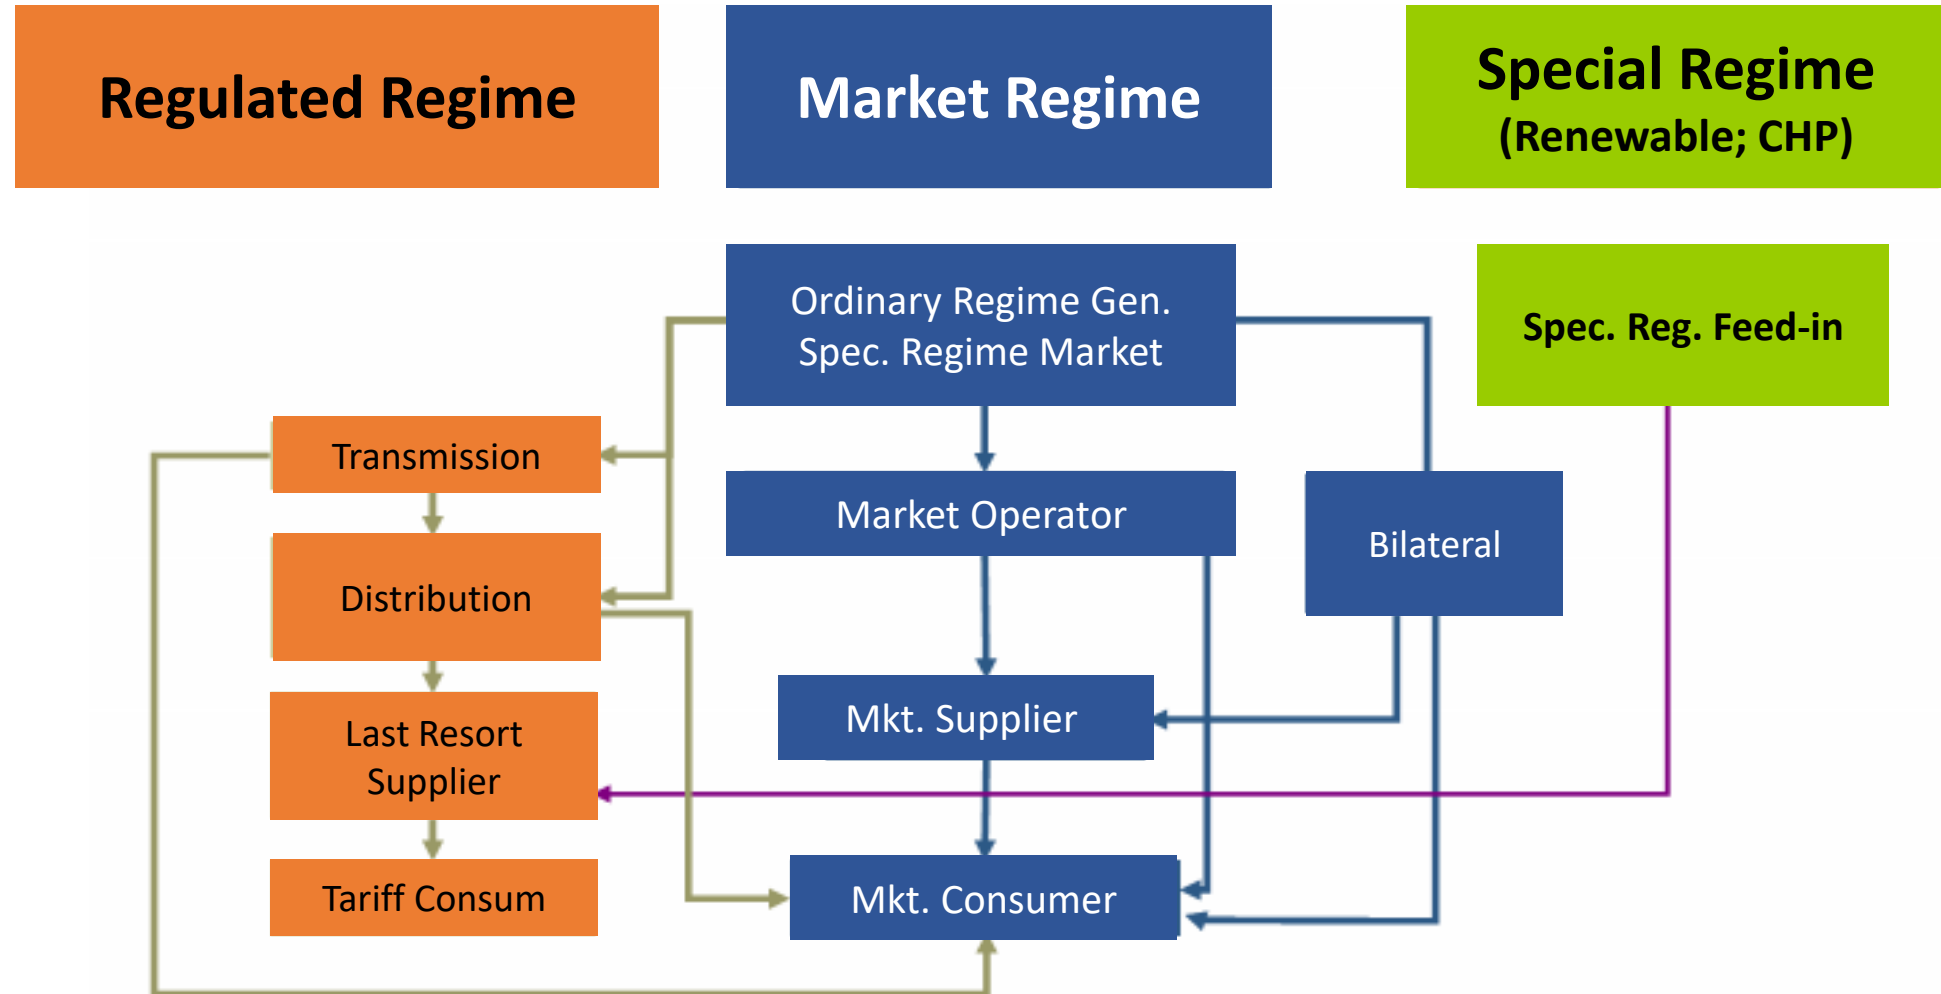 Regulated Regime
Market Regime
Special Regime
(Renewable; CHP)
Ordinary Regime Gen.
Spec. Regime Market
Spec. Reg. Feed-in
Transmission
Market Operator
Bilateral
Distribution
Mkt. Supplier
Last Resort
Supplier
Tariff Consum
Mkt. Consumer